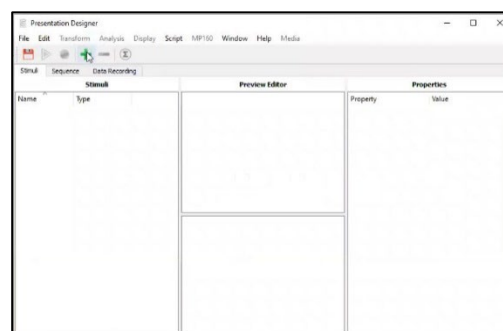 Presentation Designer
File Edit Transform Analysis Display Script MP160 Window Help Media
Stimuli Sequence Data Recording
Stimuli Preview Editor Properties
Name Type Property Value